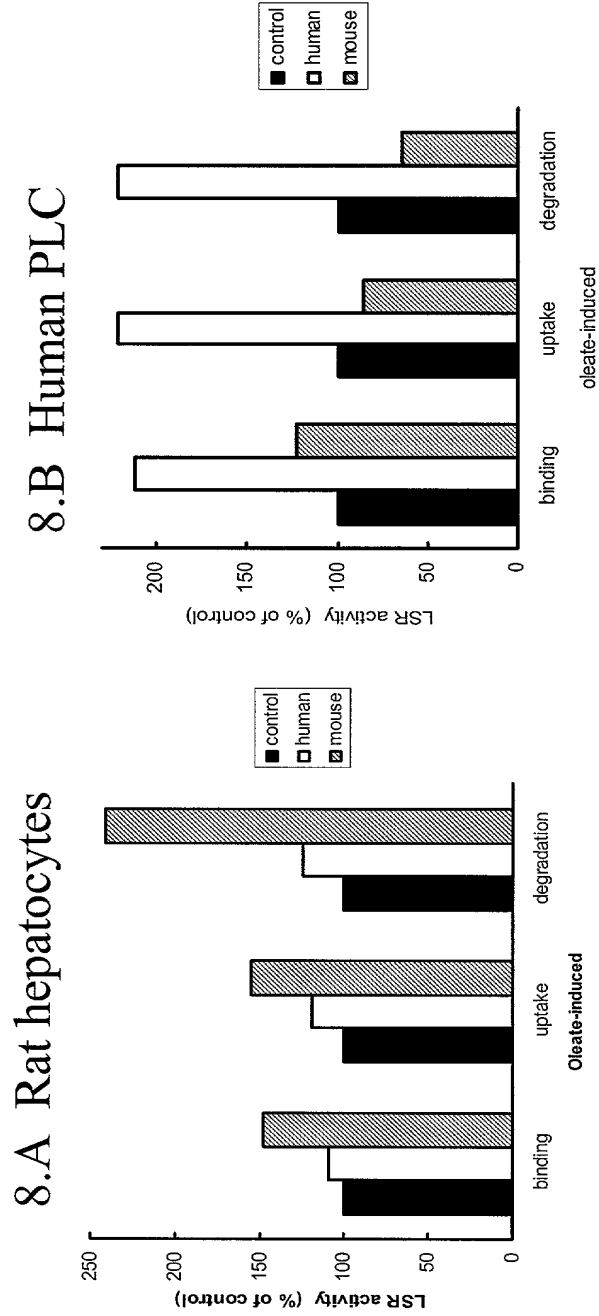 8.A Rat hepatocytes
LSR activity (% of control)
250
200
150
100
50
0
binding
uptake
degradation
Oleate-induced
control
human
mouse
8.B Human PLC
LSR activity (% of control)
200
150
100
50
0
binding
uptake
degradation
oleate-induced
control
human
mouse